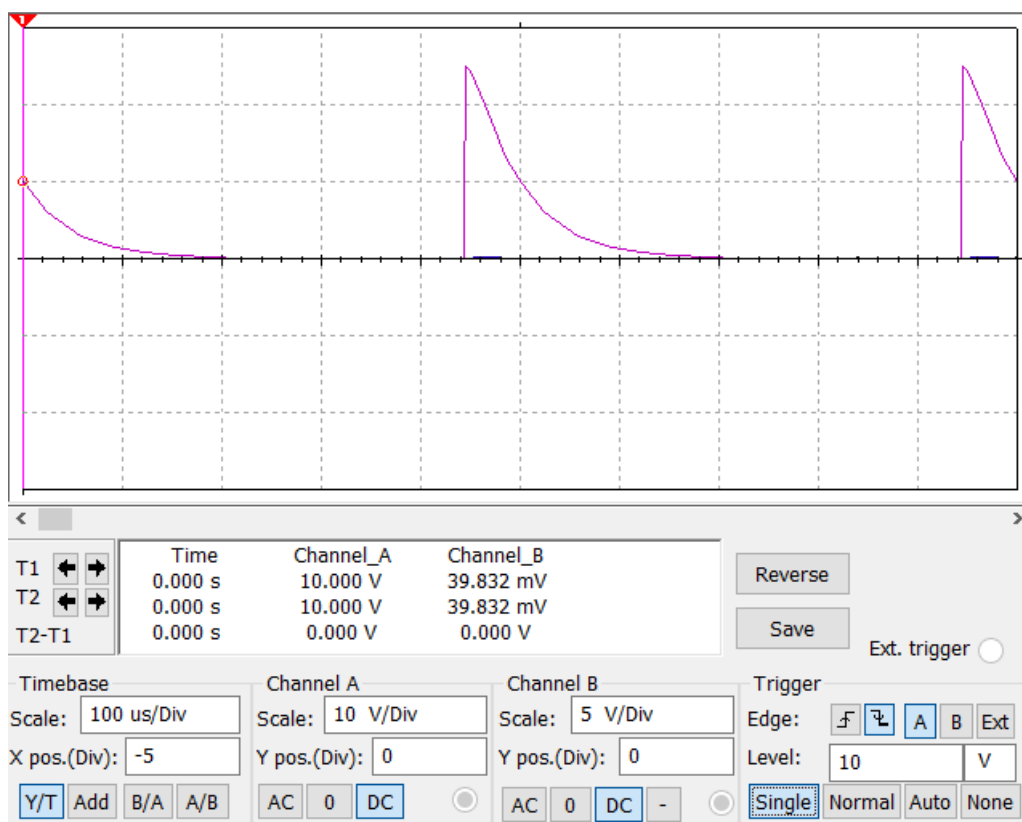 1
Time Channel_A Channel_B
T1 0.000 s 10.000 V 39.832 mV
T2 0.000 s 10.000 V 39.832 mV
T2-T1 0.000 s 0.000 V 0.000 V
Reverse
Save
Ext. trigger
Timebase
Scale: 100 us/Div
X pos.(Div): -5
Y/T Add B/A A/B
Channel A
Scale: 10 V/Div
Y pos.(Div): 0
AC 0 DC
Channel B
Scale: 5 V/Div
Y pos.(Div): 0
AC 0 DC -
Trigger
Edge: A B Ext
Level: 10 V
Single Normal Auto None